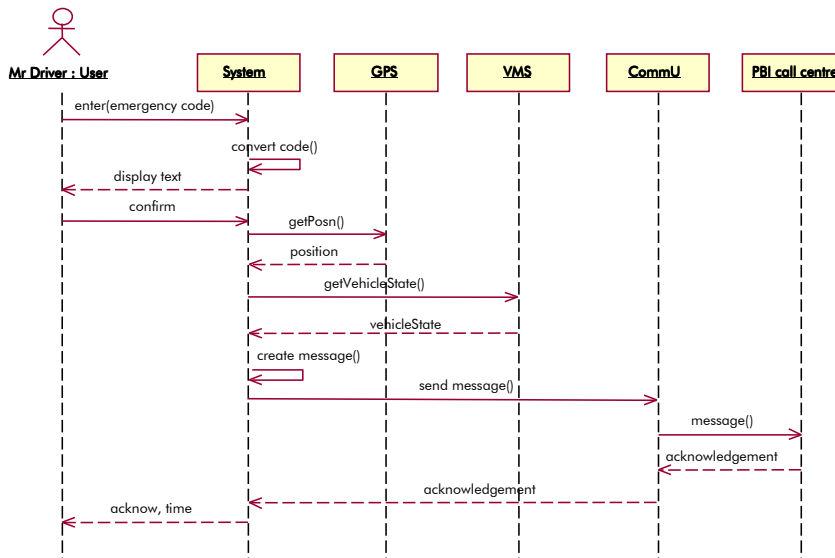 Mr Driver : User
System
GPS
VMS
CommU
PBI call centre
enter(emergency code)
convert code()
display text
confirm
getPosn()
position
getVehicleState()
vehicleState
create message()
send message()
message()
acknowledgement
acknowledgement
acknow, time